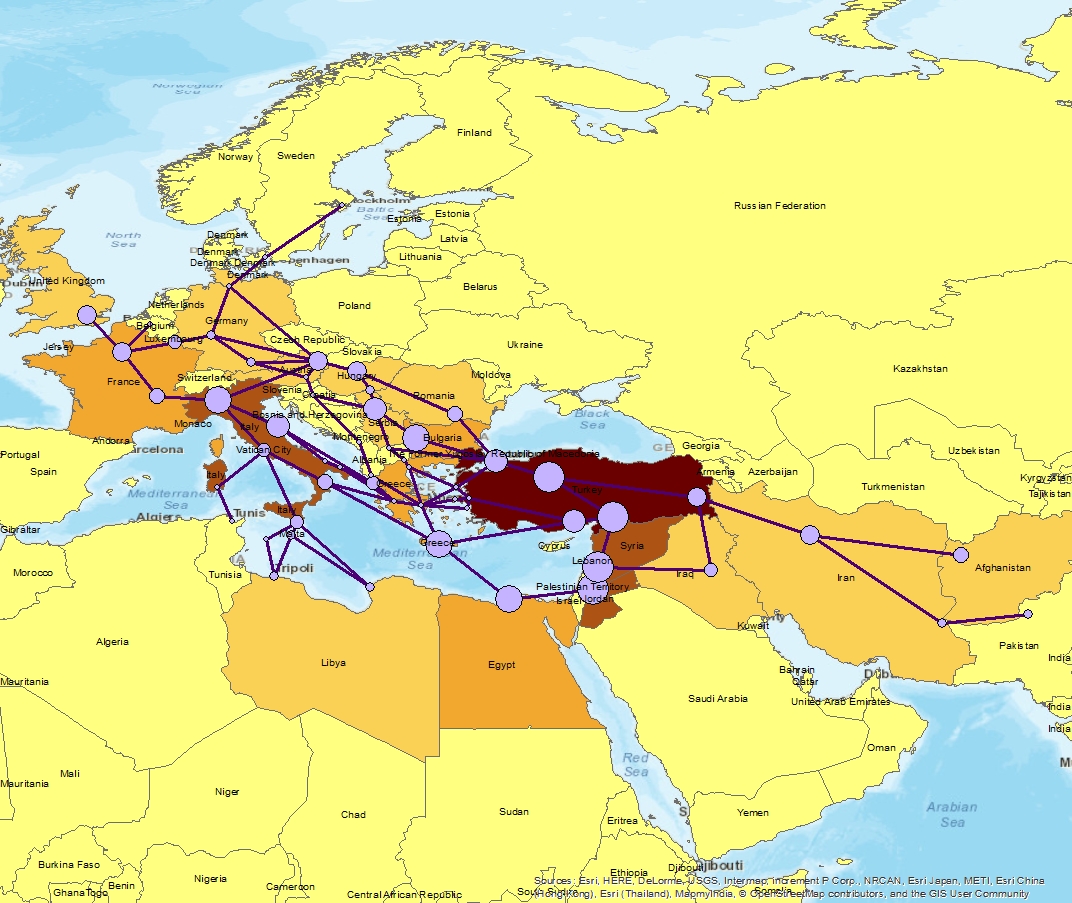 Norwegian
Sea
Finland
Norway
Sweden
Russian Federation
Baltic
Sea
Estonia
Estonia
Latvia
Lithuania
North
Sea
Denmark
Denmark
Denmark Denmark
Denmark
United Kingdom
Belarus
Poland
Netherlands
Germany
Belgium
Luxembourg
Jersey
Czech Republic
Ukraine
Slovakia
Kazakhstan
France
Switzerland
Austria
Hungary
Moldova
Slovenia
Croatia
Romania
Bosnia and Herzegovina
Serbia
Black
Sea
Monaco
Italy
Montenegro
Bulgaria
Andorra
arcelona
Vatican City
Albania
Georgia
Uzbekistan
Portugal
Spain
Armenia
Azerbaijan
Turkmenistan
Kyrgyzstan
Tajikistan
Italy
Greece
Turkey
Mediterranean
Sea
Algiers
Tunis
Italy
Gibraltar
Malta
Greece
Mediterranean
Sea
Cyprus
Syria
Lebanon
Morocco
Tunisia
Tripoli
Palestinian Territory
Israel
Jordan
Iraq
Iran
Afghanistan
Algeria
Kuwait
Pakistan
Libya
Egypt
Bahrain
Qatar
India
Mauritania
Saudi Arabia
United Arab Emirates
India
India
Oman
Red
Sea
Mali
Mauritania
Niger
Chad
Sudan
Eritrea
Yemen
Arabian
Sea
Burkina Faso
Benin
Ghana Togo
Nigeria
Cameroon
Central African Republic
Ethiopia
Djibouti
Djibouti
Sources: Esri, HERE, DeLorme, USGS, Intermap, increment P Corp., NRCAN, Esri Japan, METI, Esri China
(Hong Kong), Esri (Thailand), MapmyIndia, © OpenStreetMap contributors, and the GIS User Community